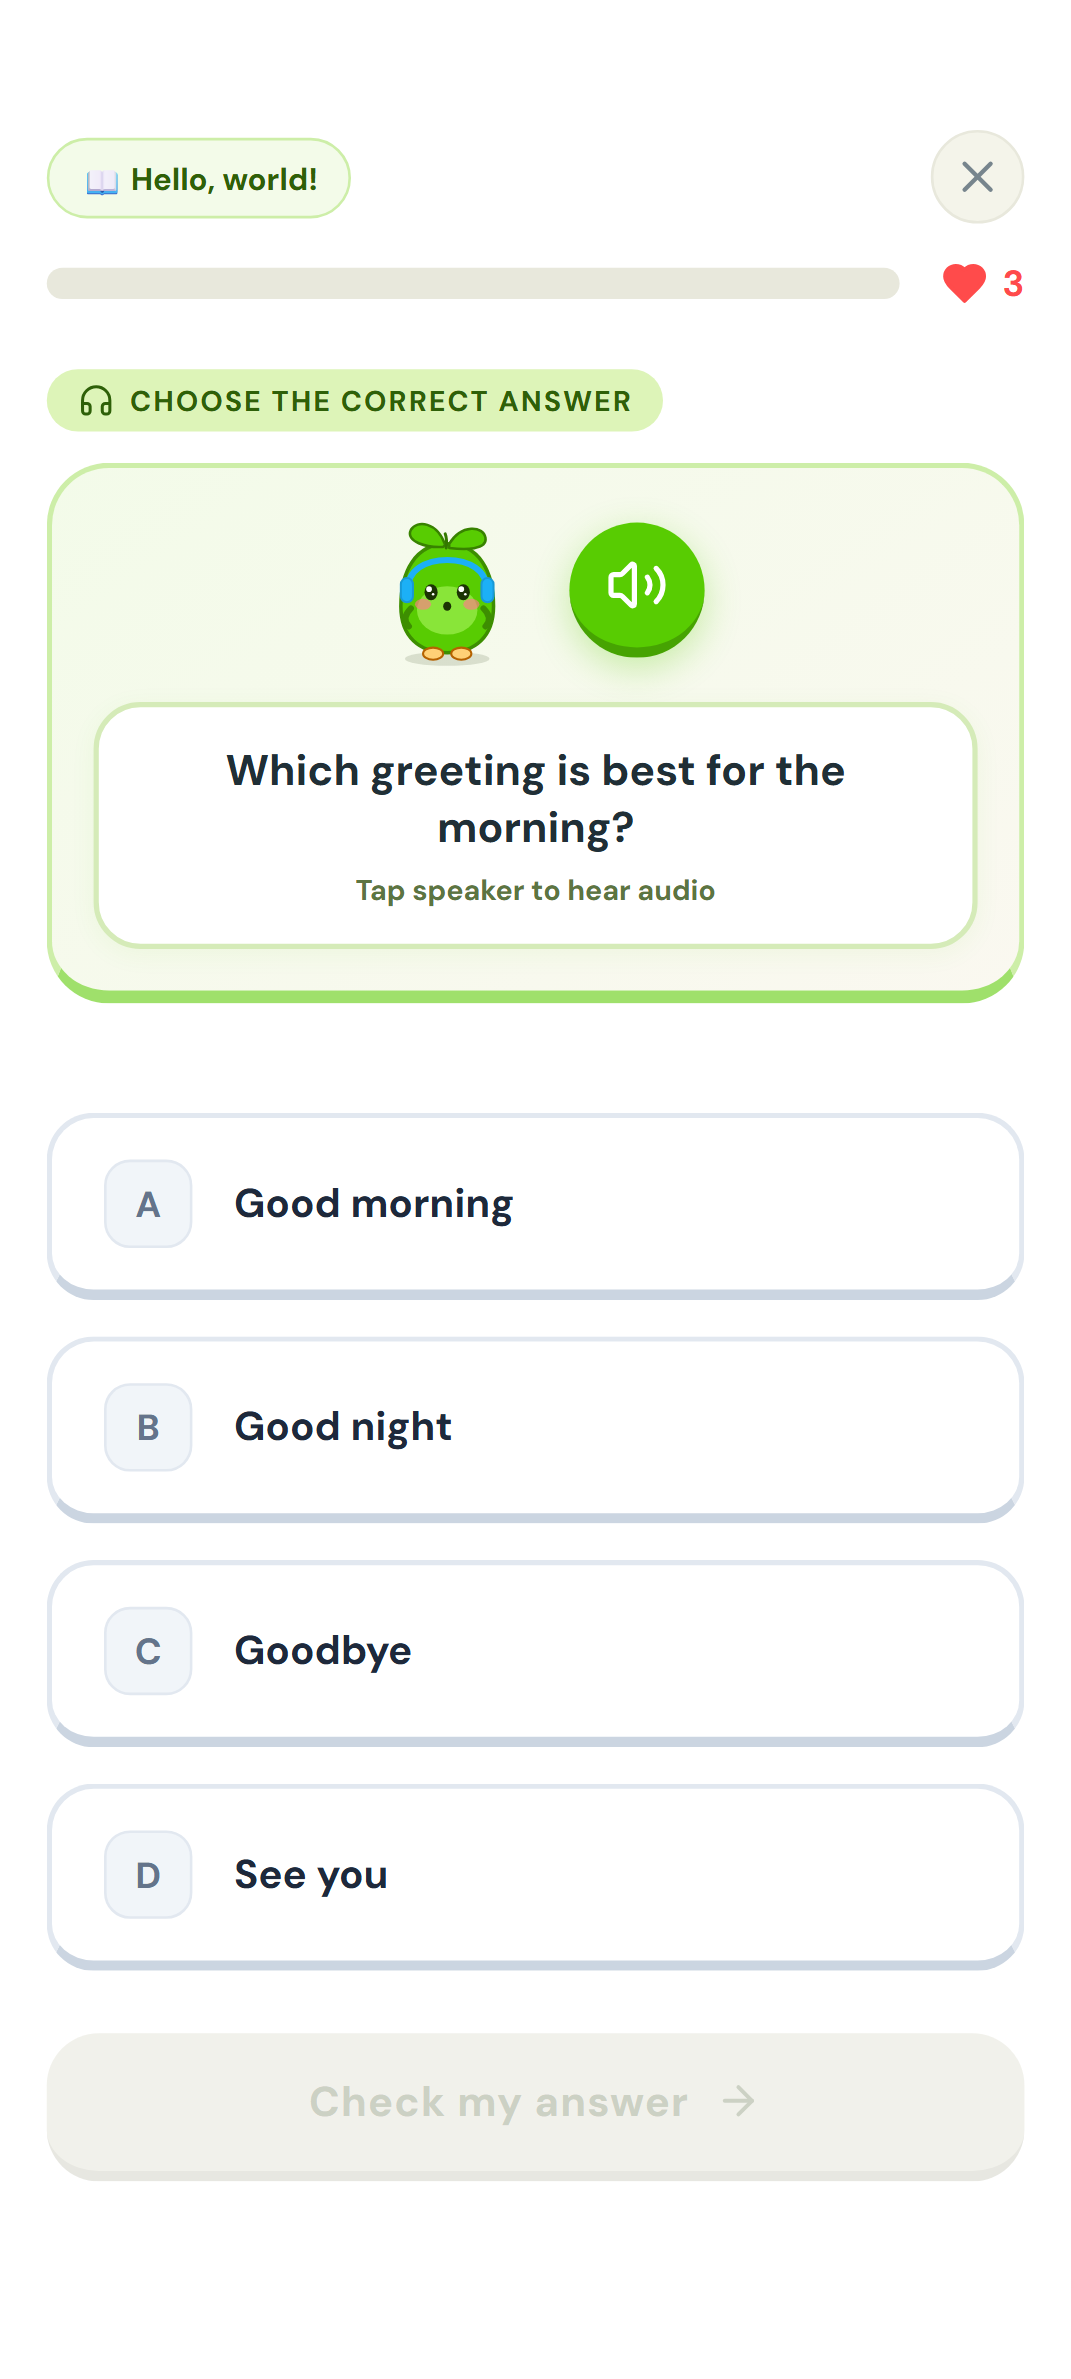 📖 Hello, world!
3
CHOOSE THE CORRECT ANSWER
Which greeting is best for the
morning?
Tap speaker to hear audio
A Good morning
B Good night
C Goodbye
D See you
Check my answer →